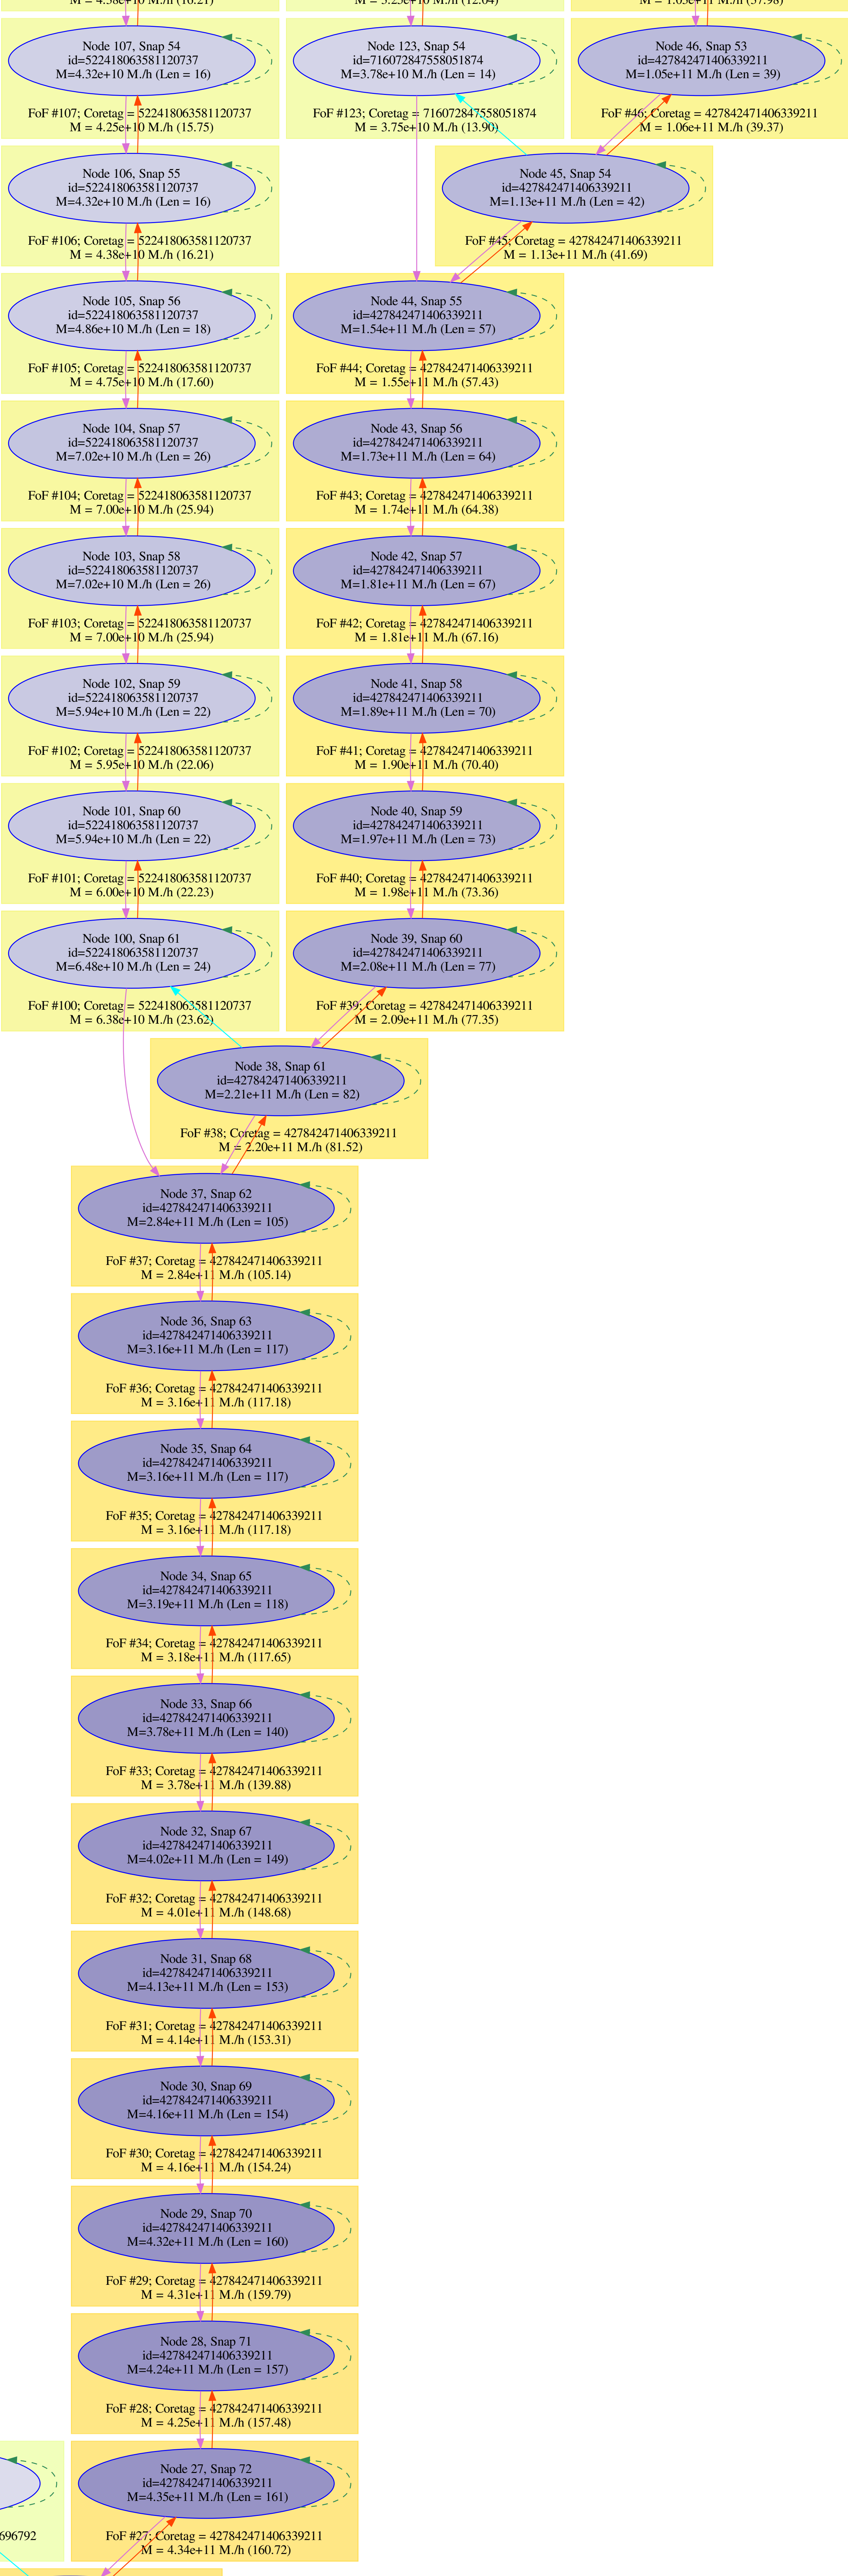 M = 4.38e+10 M./h (16.21)
M = 3.25e+10 M./h (12.04)
M = 1.05e+11 M./h (37.98)
Node 107, Snap 54
id=522418063581120737
M=4.32e+10 M./h (Len = 16)
FoF #107; Coretag = 522418063581120737
M = 4.25e+10 M./h (15.75)
Node 123, Snap 54
id=716072847558051874
M=3.78e+10 M./h (Len = 14)
FoF #123; Coretag = 716072847558051874
M = 3.75e+10 M./h (13.90)
Node 46, Snap 53
id=427842471406339211
M=1.05e+11 M./h (Len = 39)
FoF #46; Coretag = 427842471406339211
M = 1.06e+11 M./h (39.37)
Node 106, Snap 55
id=522418063581120737
M=4.32e+10 M./h (Len = 16)
FoF #106; Coretag = 522418063581120737
M = 4.38e+10 M./h (16.21)
Node 45, Snap 54
id=427842471406339211
M=1.13e+11 M./h (Len = 42)
FoF #45; Coretag = 427842471406339211
M = 1.13e+11 M./h (41.69)
Node 105, Snap 56
id=522418063581120737
M=4.86e+10 M./h (Len = 18)
FoF #105; Coretag = 522418063581120737
M = 4.75e+10 M./h (17.60)
Node 44, Snap 55
id=427842471406339211
M=1.54e+11 M./h (Len = 57)
FoF #44; Coretag = 427842471406339211
M = 1.55e+11 M./h (57.43)
Node 104, Snap 57
id=522418063581120737
M=7.02e+10 M./h (Len = 26)
FoF #104; Coretag = 522418063581120737
M = 7.00e+10 M./h (25.94)
Node 43, Snap 56
id=427842471406339211
M=1.73e+11 M./h (Len = 64)
FoF #43; Coretag = 427842471406339211
M = 1.74e+11 M./h (64.38)
Node 103, Snap 58
id=522418063581120737
M=7.02e+10 M./h (Len = 26)
FoF #103; Coretag = 522418063581120737
M = 7.00e+10 M./h (25.94)
Node 42, Snap 57
id=427842471406339211
M=1.81e+11 M./h (Len = 67)
FoF #42; Coretag = 427842471406339211
M = 1.81e+11 M./h (67.16)
Node 102, Snap 59
id=522418063581120737
M=5.94e+10 M./h (Len = 22)
FoF #102; Coretag = 522418063581120737
M = 5.95e+10 M./h (22.06)
Node 41, Snap 58
id=427842471406339211
M=1.89e+11 M./h (Len = 70)
FoF #41; Coretag = 427842471406339211
M = 1.90e+11 M./h (70.40)
Node 101, Snap 60
id=522418063581120737
M=5.94e+10 M./h (Len = 22)
FoF #101; Coretag = 522418063581120737
M = 6.00e+10 M./h (22.23)
Node 40, Snap 59
id=427842471406339211
M=1.97e+11 M./h (Len = 73)
FoF #40; Coretag = 427842471406339211
M = 1.98e+11 M./h (73.36)
Node 100, Snap 61
id=522418063581120737
M=6.48e+10 M./h (Len = 24)
FoF #100; Coretag = 522418063581120737
M = 6.38e+10 M./h (23.62)
Node 39, Snap 60
id=427842471406339211
M=2.08e+11 M./h (Len = 77)
FoF #39; Coretag = 427842471406339211
M = 2.09e+11 M./h (77.35)
Node 38, Snap 61
id=427842471406339211
M=2.21e+11 M./h (Len = 82)
FoF #38; Coretag = 427842471406339211
M = 2.20e+11 M./h (81.52)
Node 37, Snap 62
id=427842471406339211
M=2.84e+11 M./h (Len = 105)
FoF #37; Coretag = 427842471406339211
M = 2.84e+11 M./h (105.14)
Node 36, Snap 63
id=427842471406339211
M=3.16e+11 M./h (Len = 117)
FoF #36; Coretag = 427842471406339211
M = 3.16e+11 M./h (117.18)
Node 35, Snap 64
id=427842471406339211
M=3.16e+11 M./h (Len = 117)
FoF #35; Coretag = 427842471406339211
M = 3.16e+11 M./h (117.18)
Node 34, Snap 65
id=427842471406339211
M=3.19e+11 M./h (Len = 118)
FoF #34; Coretag = 427842471406339211
M = 3.18e+11 M./h (117.65)
Node 33, Snap 66
id=427842471406339211
M=3.78e+11 M./h (Len = 140)
FoF #33; Coretag = 427842471406339211
M = 3.78e+11 M./h (139.88)
Node 32, Snap 67
id=427842471406339211
M=4.02e+11 M./h (Len = 149)
FoF #32; Coretag = 427842471406339211
M = 4.01e+11 M./h (148.68)
Node 31, Snap 68
id=427842471406339211
M=4.13e+11 M./h (Len = 153)
FoF #31; Coretag = 427842471406339211
M = 4.14e+11 M./h (153.31)
Node 30, Snap 69
id=427842471406339211
M=4.16e+11 M./h (Len = 154)
FoF #30; Coretag = 427842471406339211
M = 4.16e+11 M./h (154.24)
Node 29, Snap 70
id=427842471406339211
M=4.32e+11 M./h (Len = 160)
FoF #29; Coretag = 427842471406339211
M = 4.31e+11 M./h (159.79)
Node 28, Snap 71
id=427842471406339211
M=4.24e+11 M./h (Len = 157)
FoF #28; Coretag = 427842471406339211
M = 4.25e+11 M./h (157.48)
Node 27, Snap 72
id=427842471406339211
M=4.35e+11 M./h (Len = 161)
FoF #27; Coretag = 427842471406339211
M = 4.34e+11 M./h (160.72)
696792